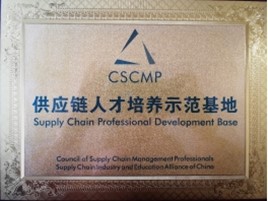 CSCMP
供应链人才培养示范基地
Supply Chain Professional Development Base
Council of Supply Chain Management Professionals
Supply Chain Industry and Education Alliance of China